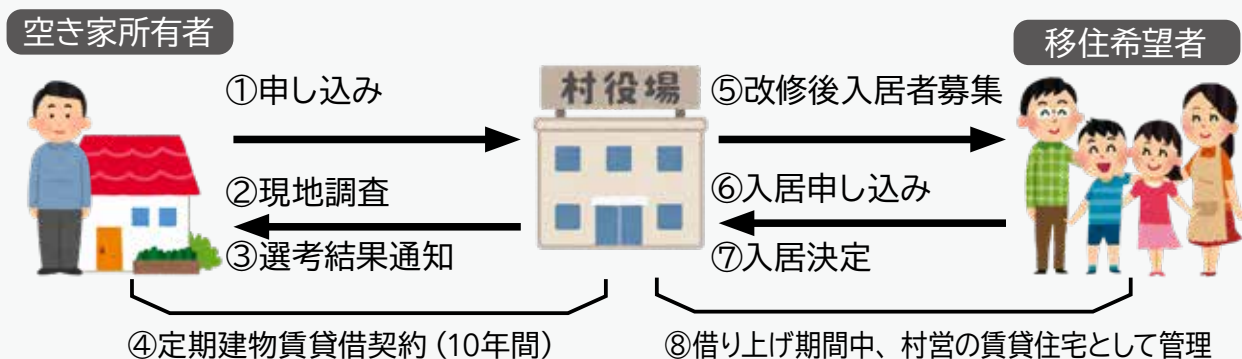 空き家所有者
①申し込み
②現地調査
③選考結果通知
④定期建物賃貸借契約（10年間）
村役場
移住希望者
⑤改修後入居者募集
⑥入居申し込み
⑦入居決定
⑧借り上げ期間中、村営の賃貸住宅として管理